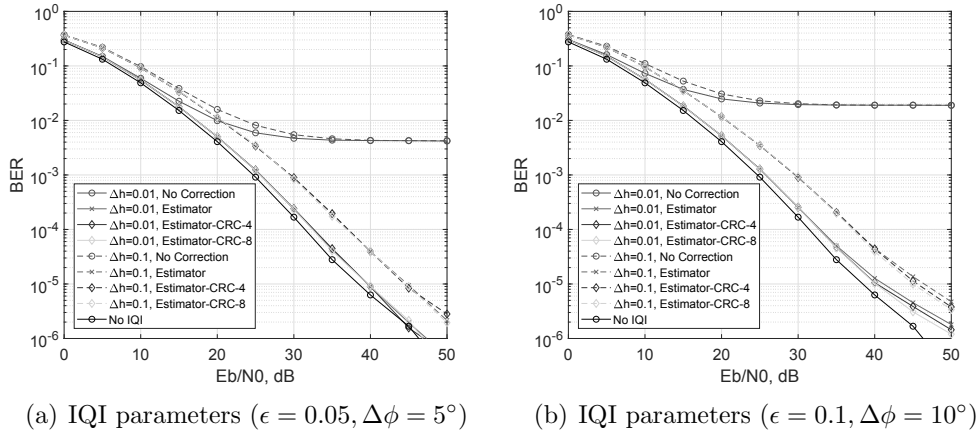 10^0
10^-1
10^-2
10^-3
10^-4
10^-5
10^-6
BER
Δh=0.01, No Correction
Δh=0.01, Estimator
Δh=0.01, Estimator-CRC-4
Δh=0.01, Estimator-CRC-8
Δh=0.1, No Correction
Δh=0.1, Estimator
Δh=0.1, Estimator-CRC-4
Δh=0.1, Estimator-CRC-8
No IQI
0 10 20 30 40 50
Eb/N0, dB
(a) IQI parameters (ϵ = 0.05, Δϕ = 5°)
10^0
10^-1
10^-2
10^-3
10^-4
10^-5
10^-6
BER
Δh=0.01, No Correction
Δh=0.01, Estimator
Δh=0.01, Estimator-CRC-4
Δh=0.01, Estimator-CRC-8
Δh=0.1, No Correction
Δh=0.1, Estimator
Δh=0.1, Estimator-CRC-4
Δh=0.1, Estimator-CRC-8
No IQI
0 10 20 30 40 50
Eb/N0, dB
(b) IQI parameters (ϵ = 0.1, Δϕ = 10°)